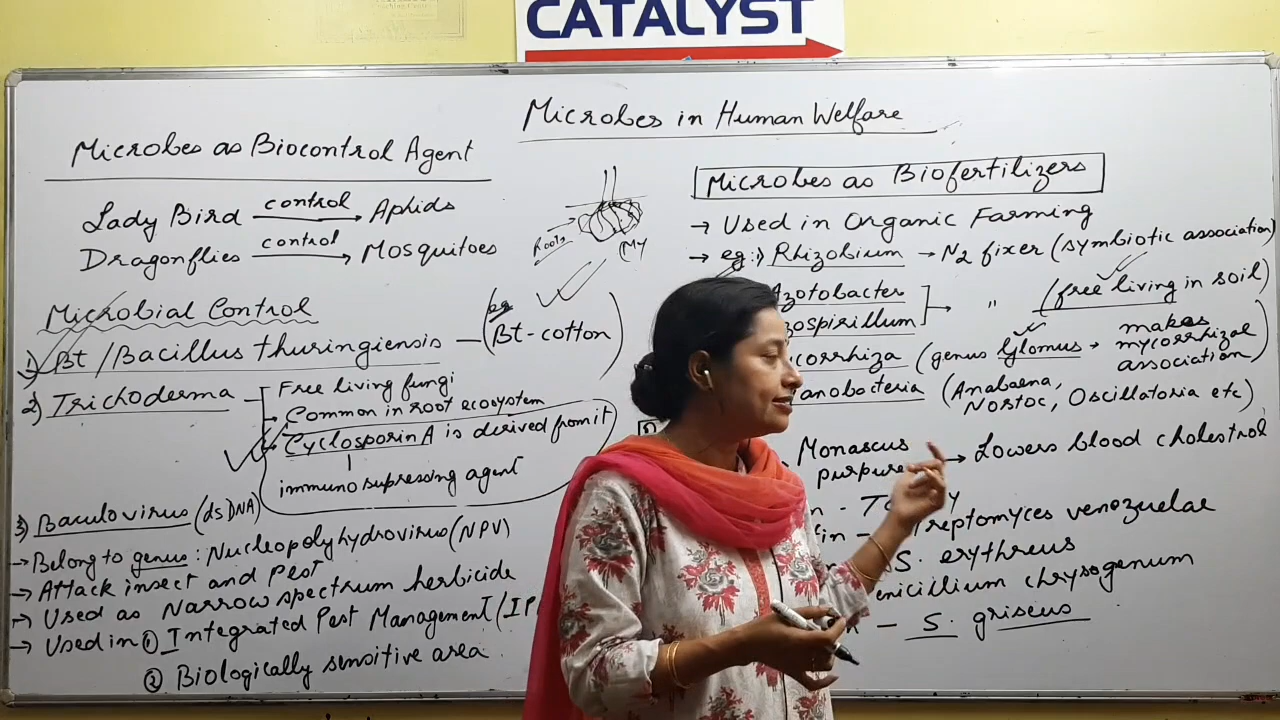 CATALYST
Microbes in Human Welfare
Microbes as Biocontrol Agent
Lady Bird control → Aphids
Dragonflies control → Mosquitoes
Microbial Control
1) Bt / Bacillus thuringiensis — (Bt-cotton)
2) Trichoderma
Free living fungi
Common in root ecosystem
Cyclosporin A is derived from it
immuno supressing agent
3) Baculovirus (dsDNA)
→ Belong to genus : Nucleopolyhydrovirus (NPV)
→ Attack insect and Pest
→ Used as Narrow spectrum herbicide
→ Used in ① Integrated Pest Management (IP
② Biologically sensitive area
Roots
My
Microbes as Biofertilizers
→ Used in Organic Farming
→ eg:1) Rhizobium → N2 fixer (symbiotic association)
Azotobacter → " (free living in soil)
zospirillum
corrhiza (genus Glomus → makes mycorrhizal association)
anobacteria (Anabaena, Nostoc, Oscillatoria etc)
Monascus purpure → Lowers blood cholestrol
treptomyces venezuelae
S. erythreus
enicillium chrysogenum
– S. griseus